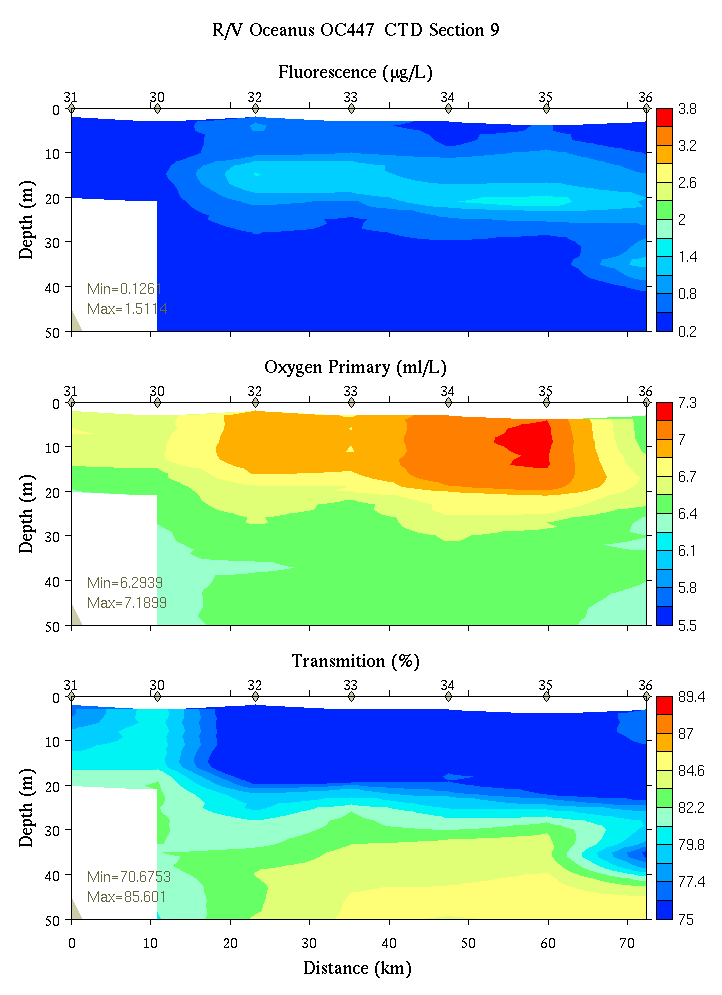 R/V Oceanus OC447 CTD Section 9
Fluorescence (µg/L)
31 30 32 33 34 35 36
0
10
20
30
40
50
Depth (m)
Min=0.1261
Max=1.5114
3.8
3.2
2.6
2
1.4
0.8
0.2
Oxygen Primary (ml/L)
31 30 32 33 34 35 36
0
10
20
30
40
50
Depth (m)
Min=6.2939
Max=7.1899
7.3
7
6.7
6.4
6.1
5.8
5.5
Transmition (%)
31 30 32 33 34 35 36
0
10
20
30
40
50
Depth (m)
Min=70.6753
Max=85.601
89.4
87
84.6
82.2
79.8
77.4
75
0 10 20 30 40 50 60 70
Distance (km)